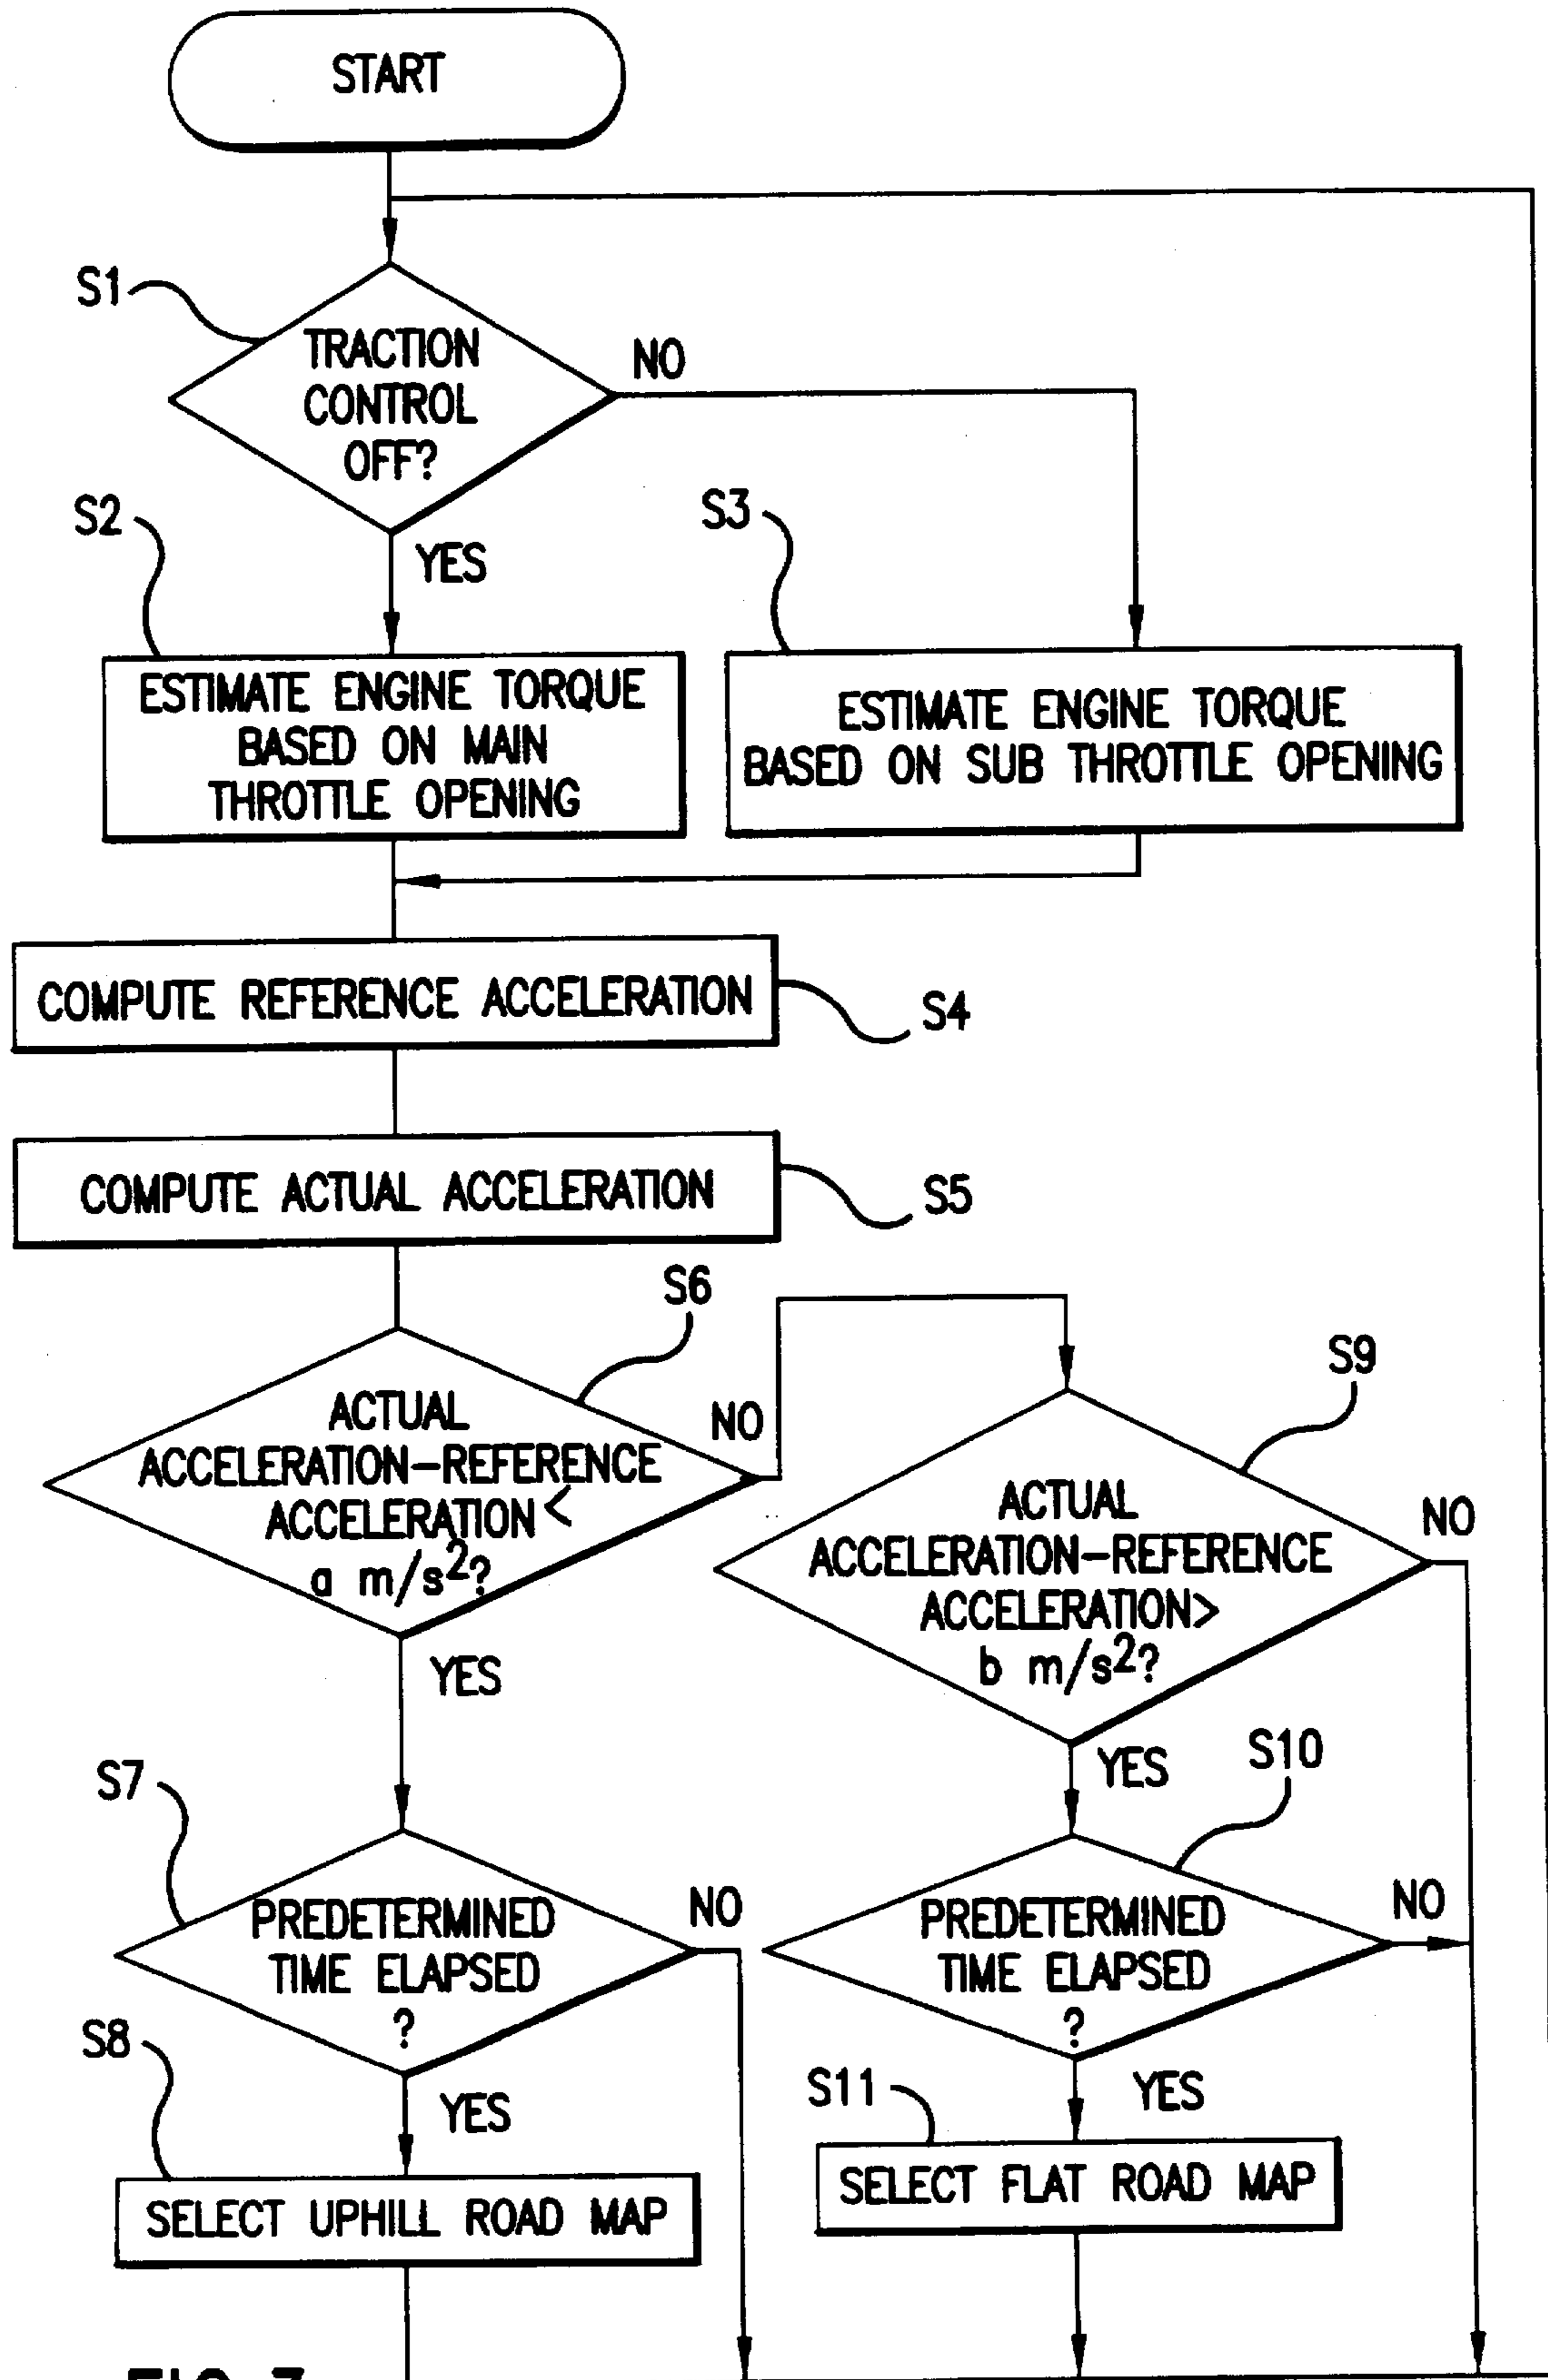 START
S1
TRACTION
CONTROL
OFF?
NO
YES
S2
ESTIMATE ENGINE TORQUE
BASED ON MAIN
THROTTLE OPENING
S3
ESTIMATE ENGINE TORQUE
BASED ON SUB THROTTLE OPENING
COMPUTE REFERENCE ACCELERATION
S4
COMPUTE ACTUAL ACCELERATION
S5
S6
ACTUAL
ACCELERATION-REFERENCE
ACCELERATION<
a m/s²?
NO
YES
S9
ACTUAL
ACCELERATION-REFERENCE
ACCELERATION>
b m/s²?
NO
YES
S7
PREDETERMINED
TIME ELAPSED
?
NO
YES
S10
PREDETERMINED
TIME ELAPSED
?
NO
YES
S8
SELECT UPHILL ROAD MAP
S11
SELECT FLAT ROAD MAP